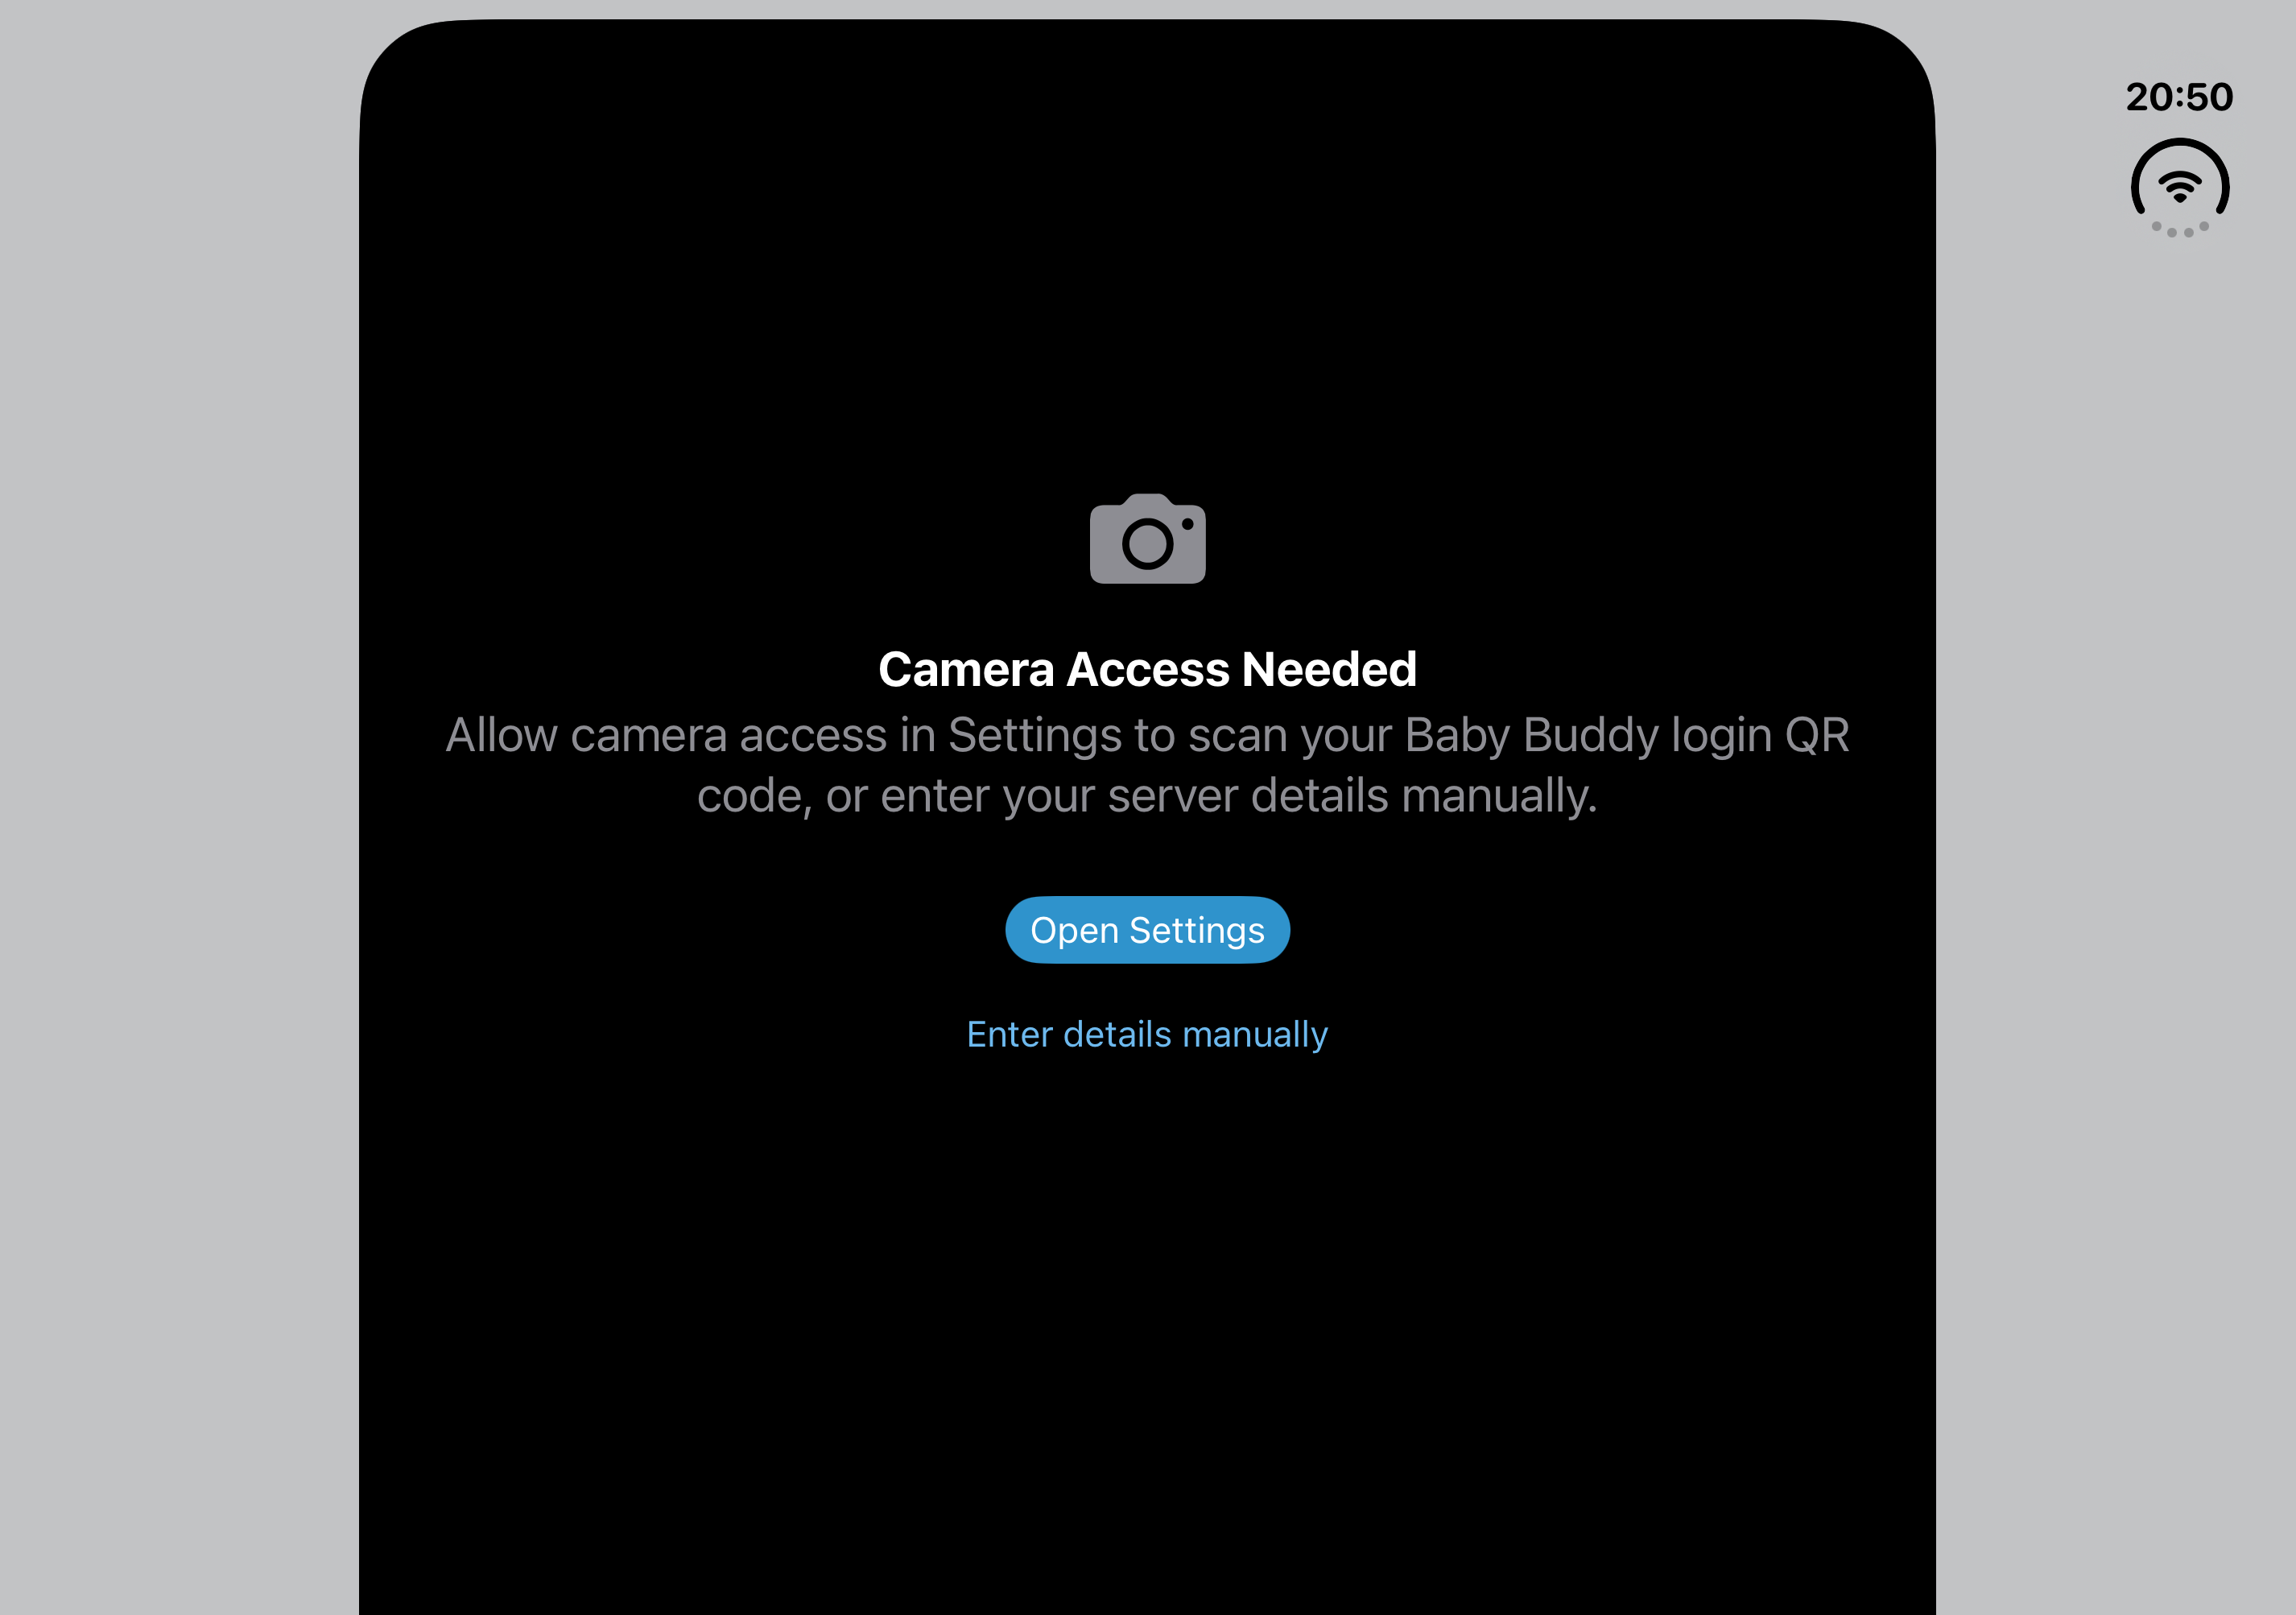 20:50
Camera Access Needed
Allow camera access in Settings to scan your Baby Buddy login QR
code, or enter your server details manually.
Open Settings
Enter details manually